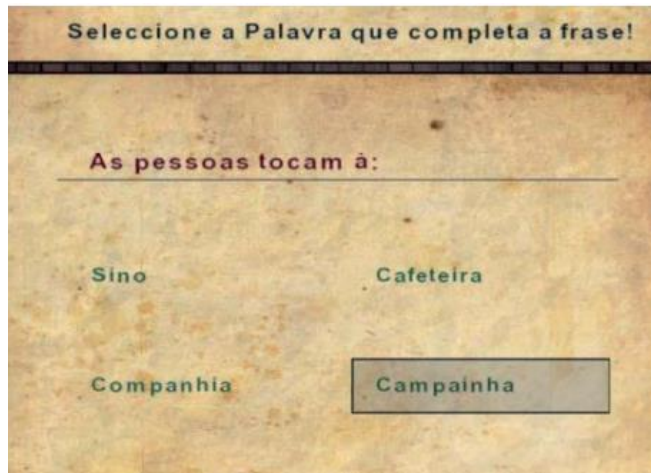 Seleccione a Palavra que completa a frase!
As pessoas tocam à:
Sino
Cafeteira
Companhia
Campainha